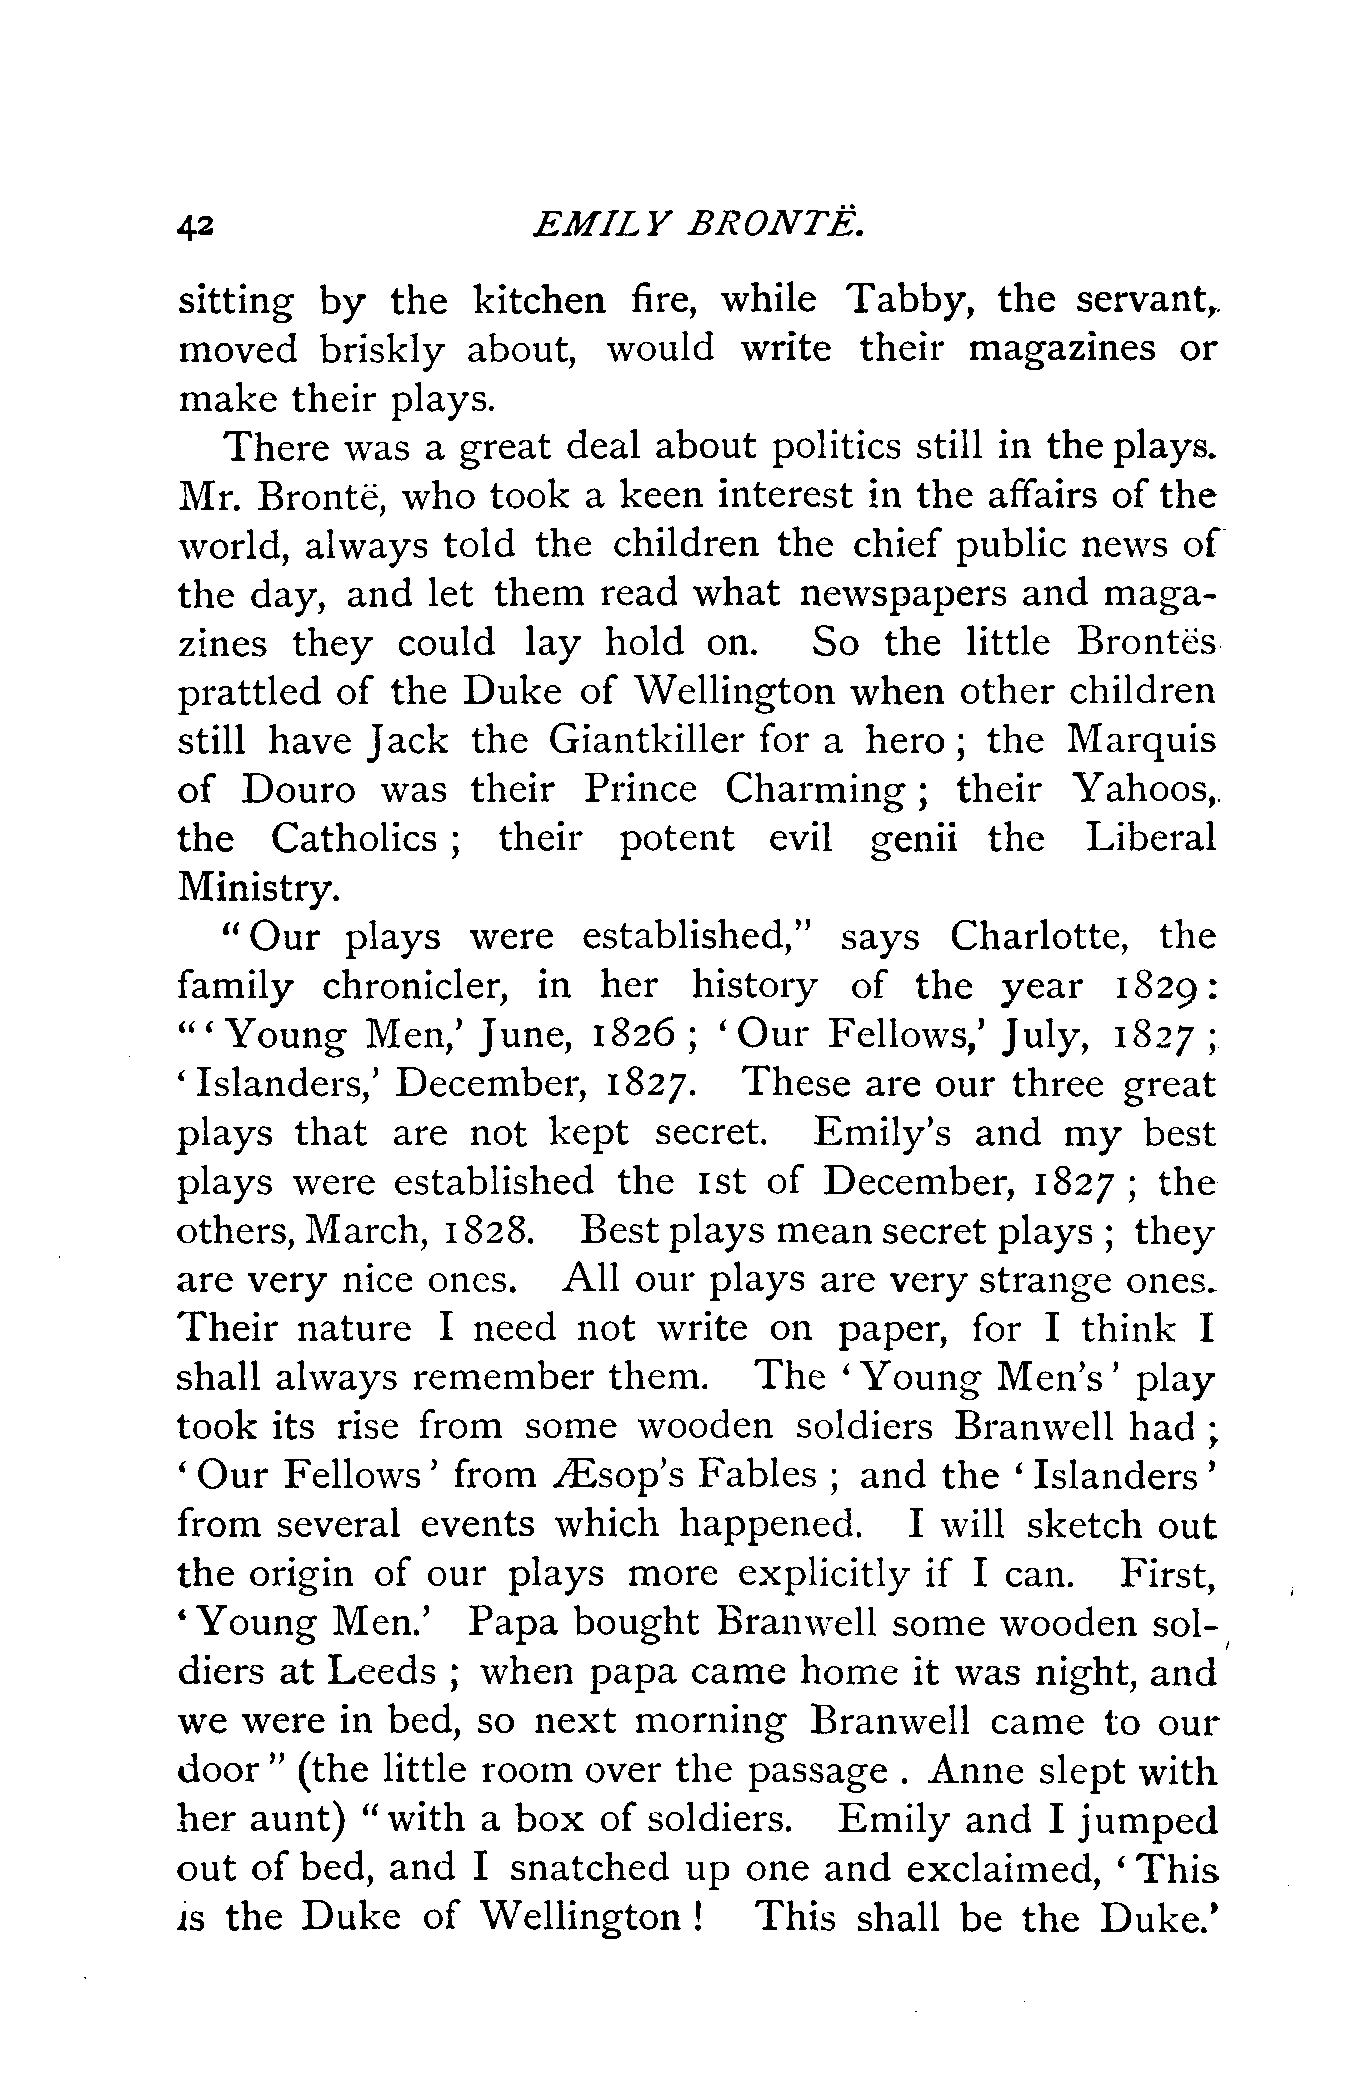 42 EMILY BRONTË.
sitting by the kitchen fire, while Tabby, the servant,
moved briskly about, would write their magazines or
make their plays.
There was a great deal about politics still in the plays.
Mr. Brontë, who took a keen interest in the affairs of the
world, always told the children the chief public news of
the day, and let them read what newspapers and maga-
zines they could lay hold on. So the little Brontës
prattled of the Duke of Wellington when other children
still have Jack the Giantkiller for a hero ; the Marquis
of Douro was their Prince Charming ; their Yahoos,
the Catholics ; their potent evil genii the Liberal
Ministry.
“ Our plays were established,” says Charlotte, the
family chronicler, in her history of the year 1829 :
“ ‘ Young Men,’ June, 1826 ; ‘ Our Fellows,’ July, 1827 ;
‘ Islanders,’ December, 1827. These are our three great
plays that are not kept secret. Emily’s and my best
plays were established the 1st of December, 1827 ; the
others, March, 1828. Best plays mean secret plays ; they
are very nice ones. All our plays are very strange ones.
Their nature I need not write on paper, for I think I
shall always remember them. The ‘ Young Men’s ’ play
took its rise from some wooden soldiers Branwell had ;
‘ Our Fellows ’ from Æsop’s Fables ; and the ‘ Islanders ’
from several events which happened. I will sketch out
the origin of our plays more explicitly if I can. First,
‘ Young Men.’ Papa bought Branwell some wooden sol-
diers at Leeds ; when papa came home it was night, and
we were in bed, so next morning Branwell came to our
door ” (the little room over the passage . Anne slept with
her aunt) “ with a box of soldiers. Emily and I jumped
out of bed, and I snatched up one and exclaimed, ‘ This
is the Duke of Wellington ! This shall be the Duke.’